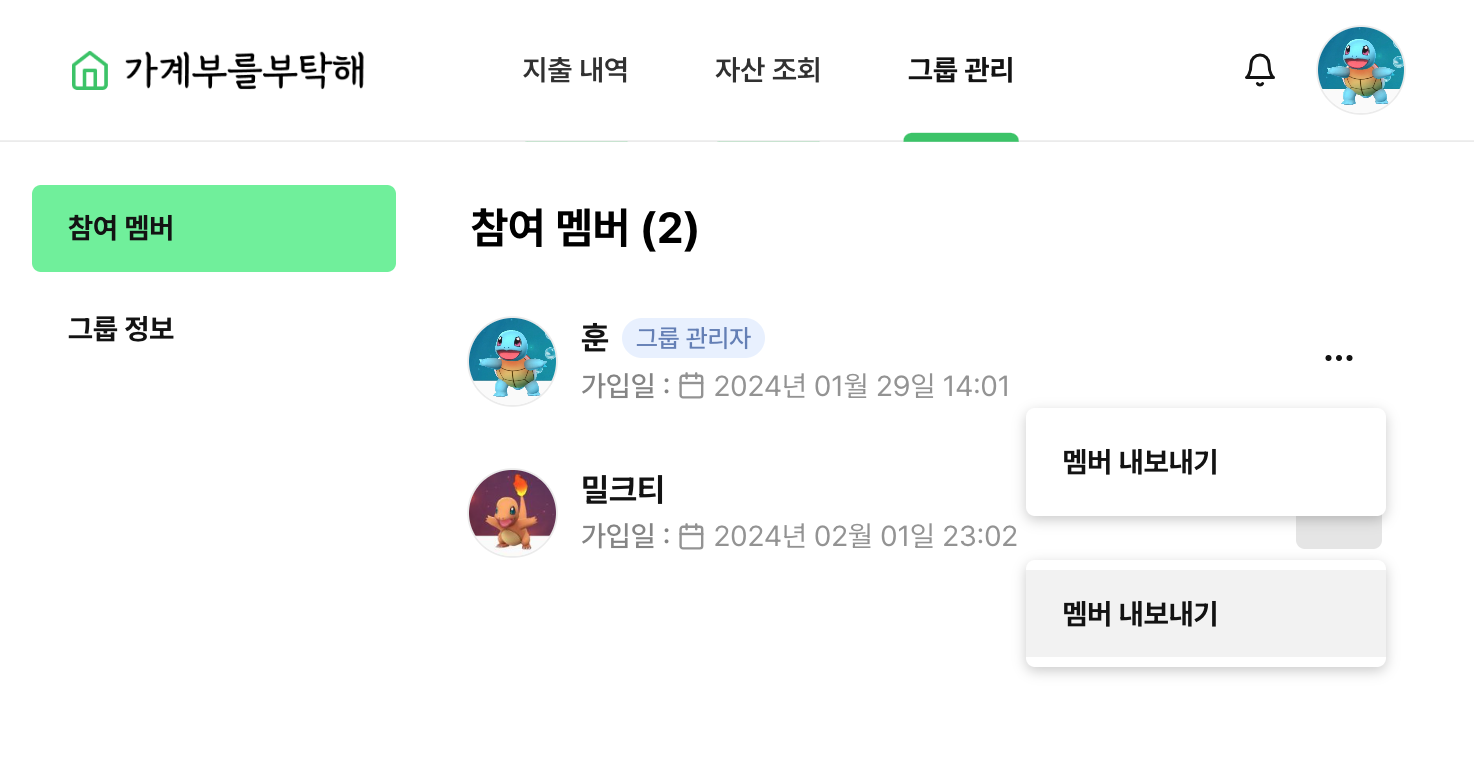 가계부를부탁해
지출 내역
자산 조회
그룹 관리
참여 멤버
그룹 정보
참여 멤버 (2)
훈 그룹 관리자
가입일 : 2024년 01월 29일 14:01
멤버 내보내기
밀크티
가입일 : 2024년 02월 01일 23:02
멤버 내보내기